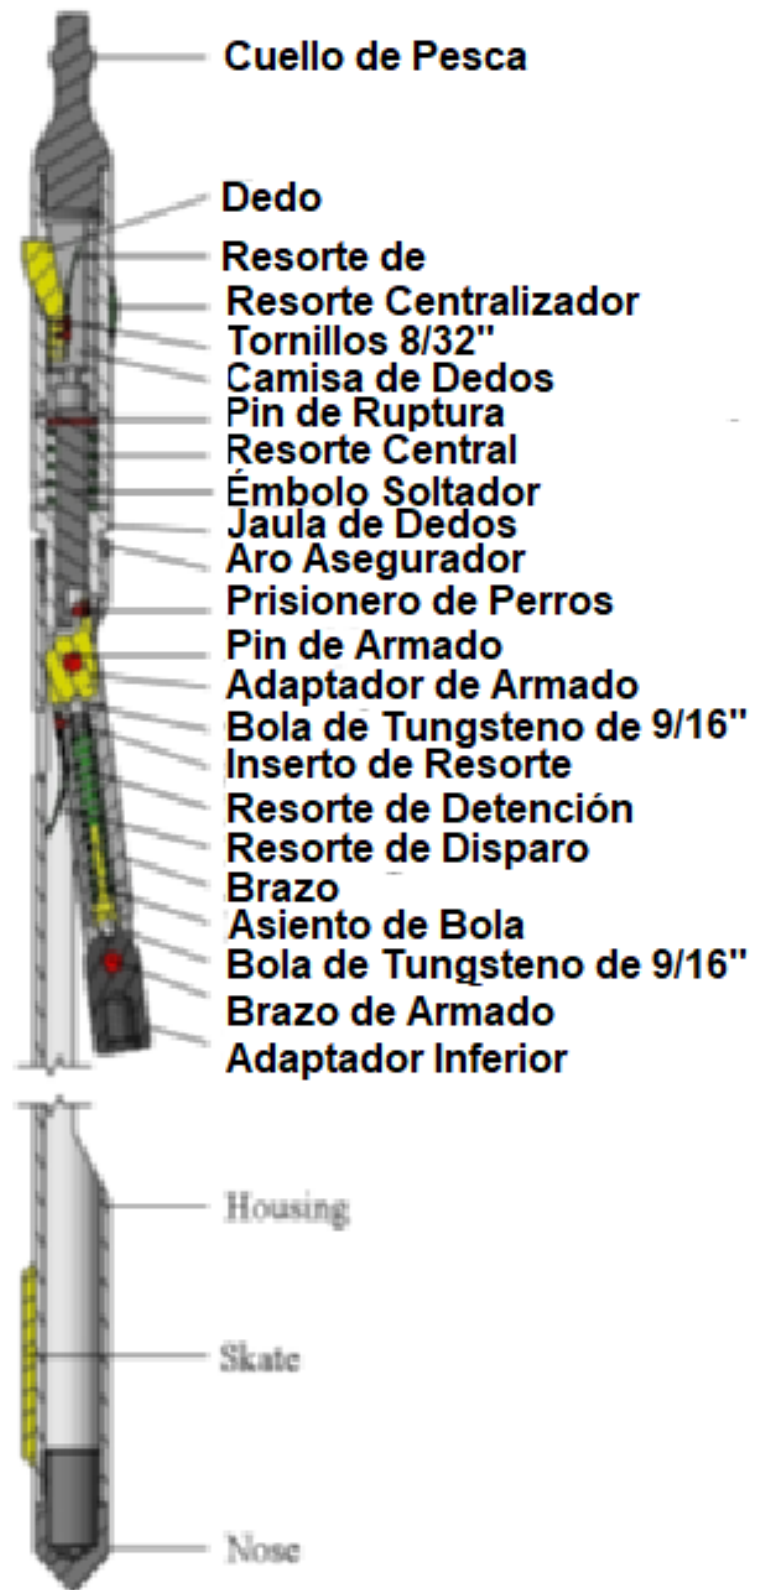 Cuello de Pesca
Dedo
Resorte de
Resorte Centralizador
Tornillos 8/32"
Camisa de Dedos
Pin de Ruptura
Resorte Central
Émbolo Soltador
Jaula de Dedos
Aro Asegurador
Prisionero de Perros
Pin de Armado
Adaptador de Armado
Bola de Tungsteno de 9/16"
Inserto de Resorte
Resorte de Detención
Resorte de Disparo
Brazo
Asiento de Bola
Bola de Tungsteno de 9/16"
Brazo de Armado
Adaptador Inferior
Housing
Skate
Nose